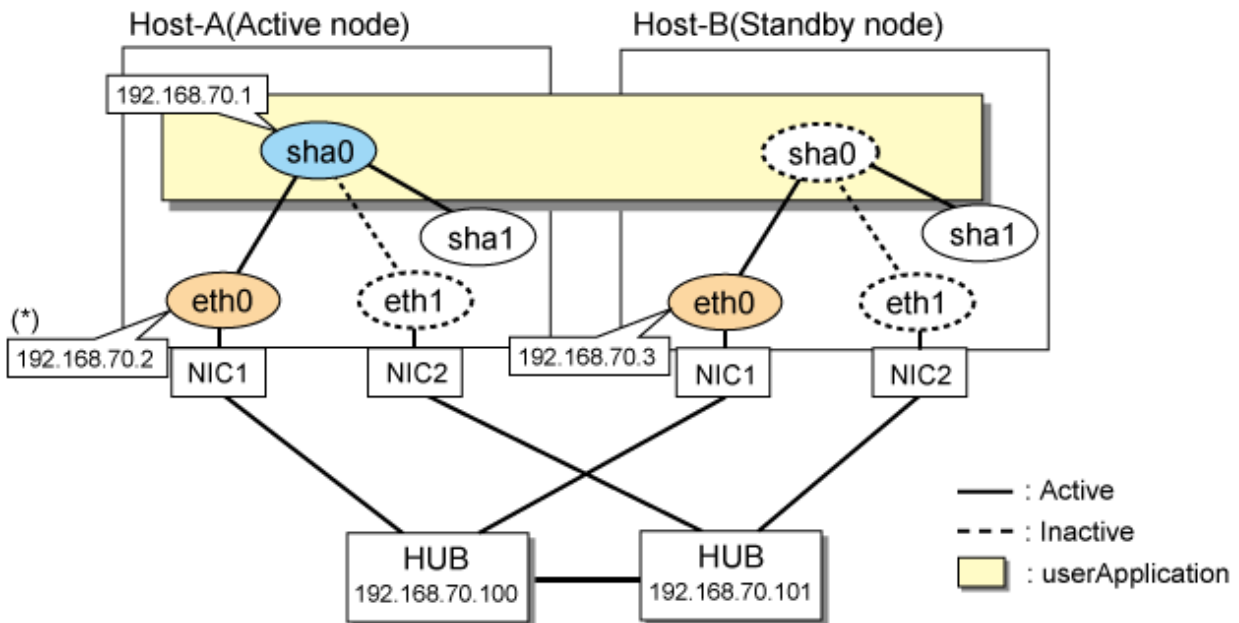 Host-A(Active node)
Host-B(Standby node)
192.168.70.1
sha0
sha0
sha1
sha1
eth0
eth1
eth0
eth1
(*)
192.168.70.2
192.168.70.3
NIC1
NIC2
NIC1
NIC2
: Active
: Inactive
: userApplication
HUB
192.168.70.100
HUB
192.168.70.101